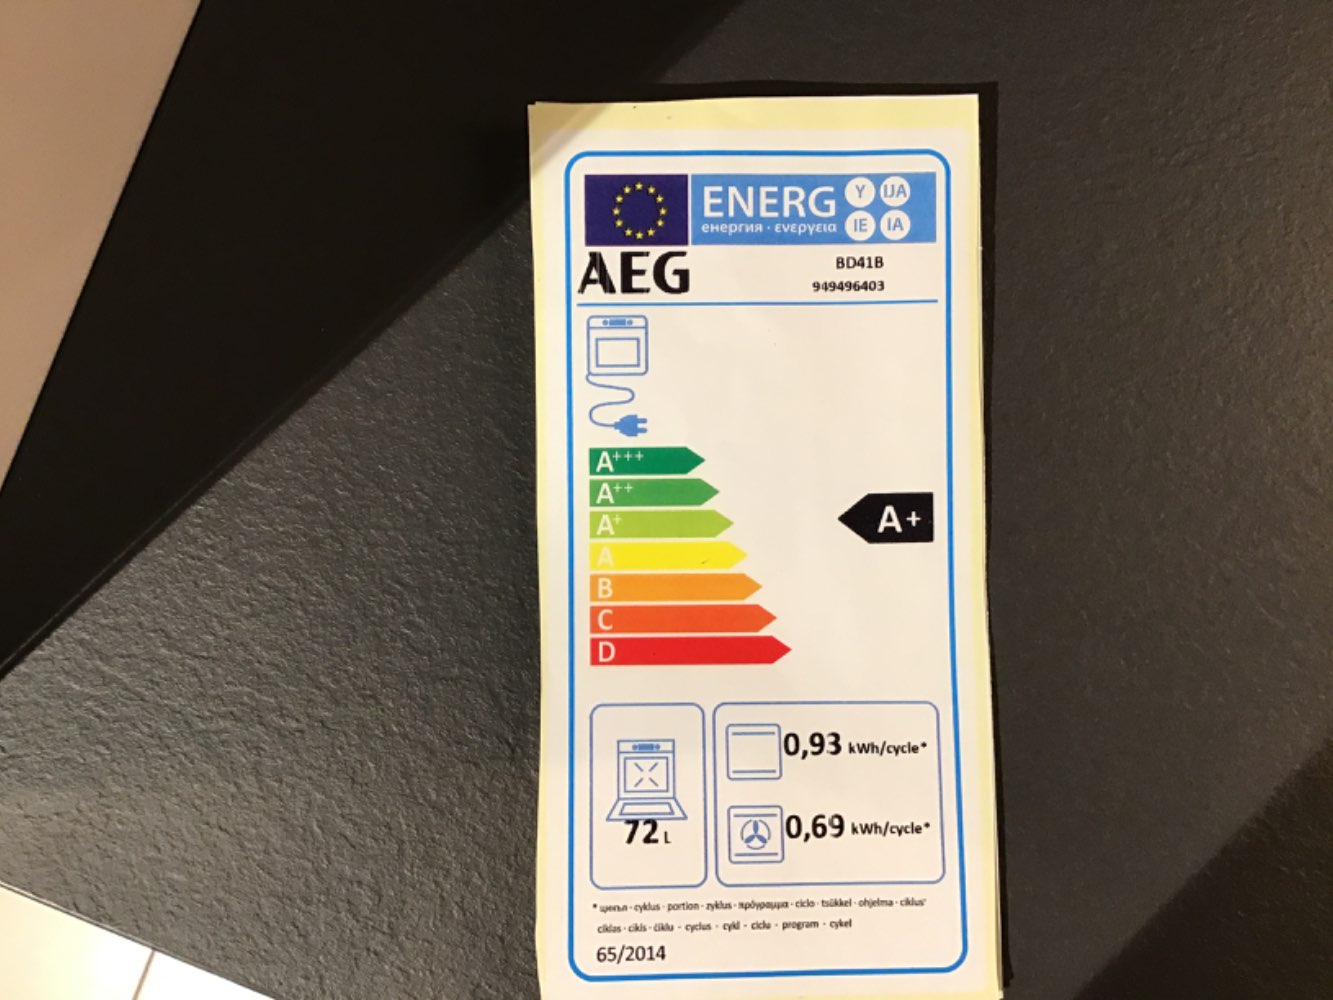 ENERG Y IJA
енергия · ενεργεια IE IA
AEG
BD41B
949496403
A+++
A++
A+
A+
A
B
C
D
0,93 kWh/cycle*
72 L
0,69 kWh/cycle*
* цикъл · cyklus · portion · zyklus · πρόγραμμα · ciclo · tsükkel · ohjelma · ciklus
ciklas · cikls · ċiklu - cyclus - cykl - ciclu - program - cykel
65/2014